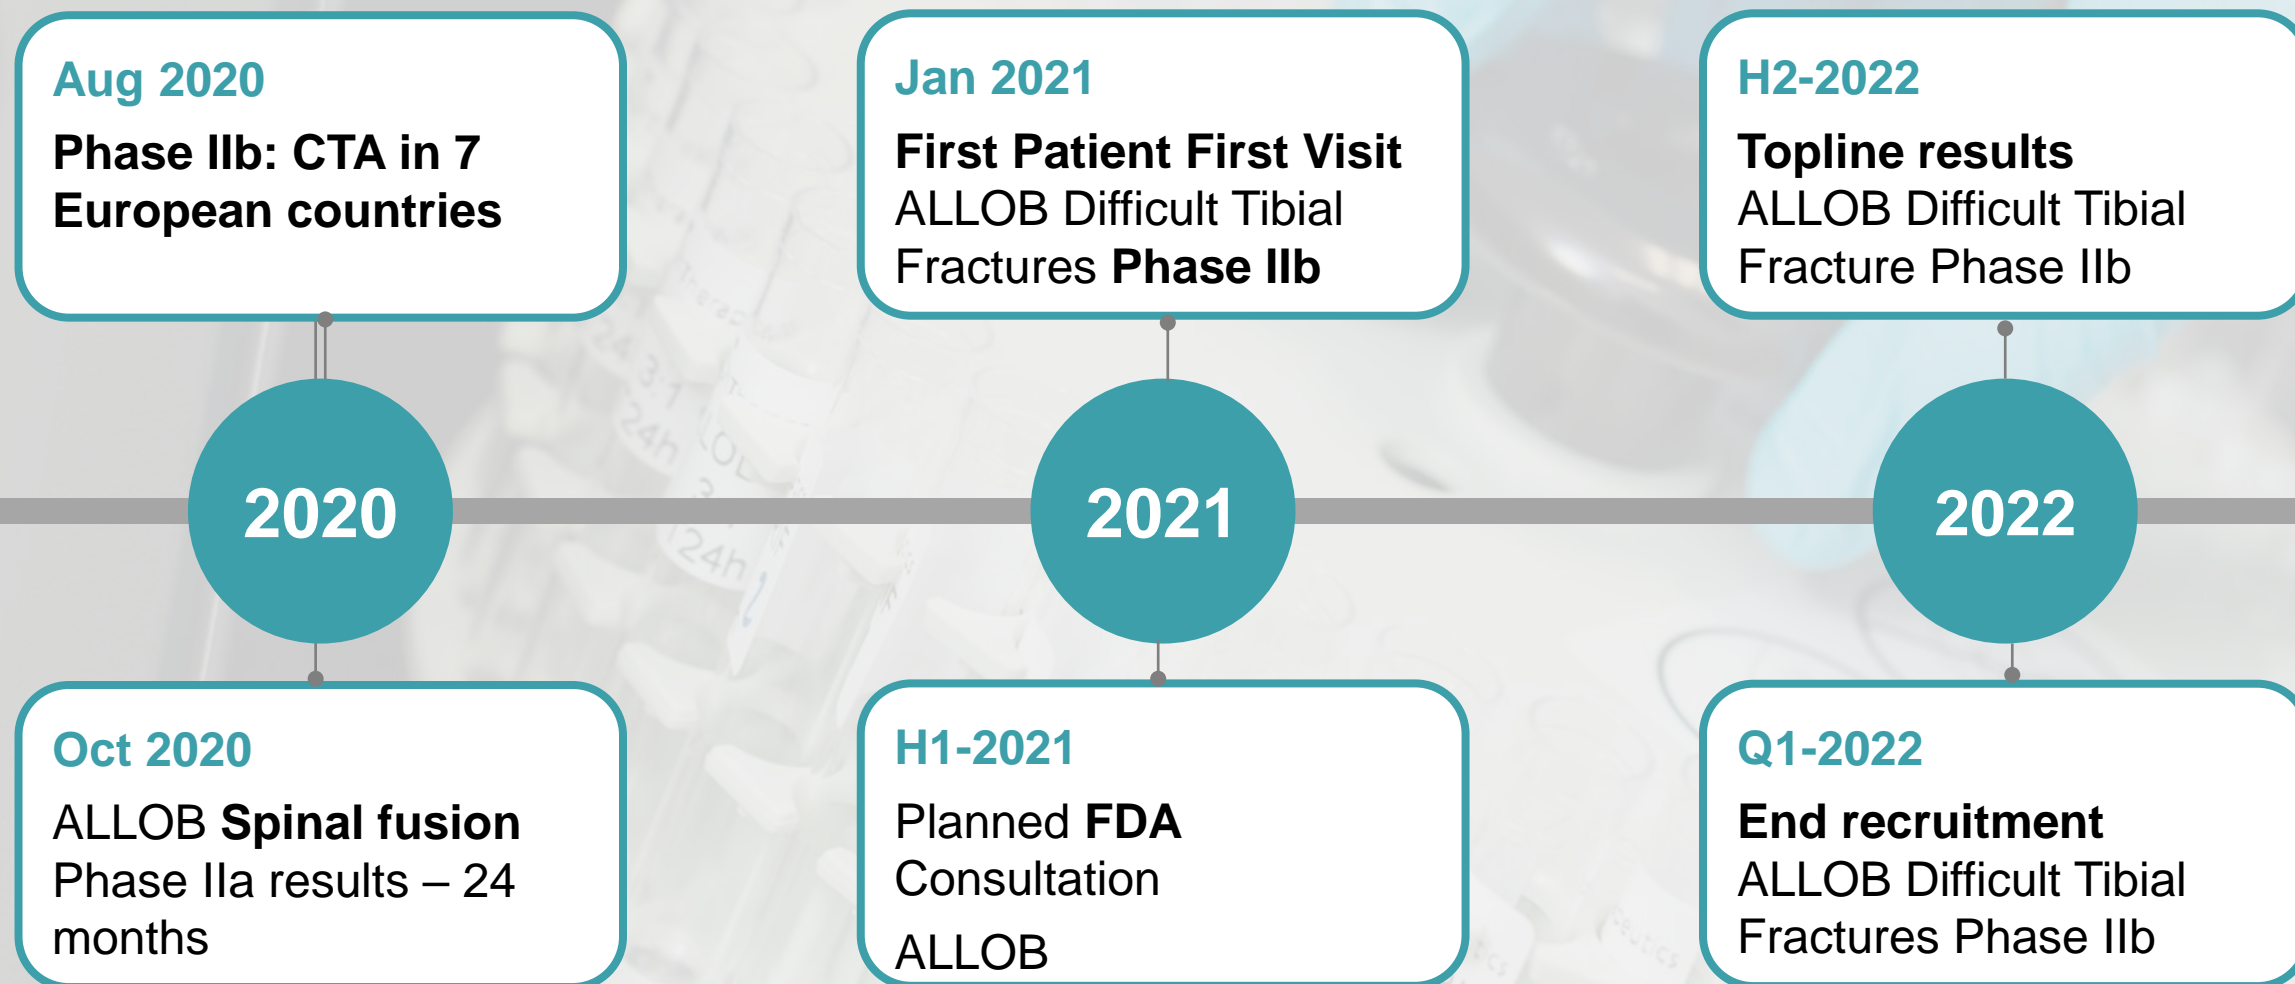 Aug 2020
Phase IIb: CTA in 7
European countries
Jan 2021
First Patient First Visit
ALLOB Difficult Tibial
Fractures Phase IIb
H2-2022
Topline results
ALLOB Difficult Tibial
Fracture Phase IIb
2020
2021
2022
Oct 2020
ALLOB Spinal fusion
Phase IIa results – 24
months
H1-2021
Planned FDA
Consultation
ALLOB
Q1-2022
End recruitment
ALLOB Difficult Tibial
Fractures Phase IIb
24h
24h